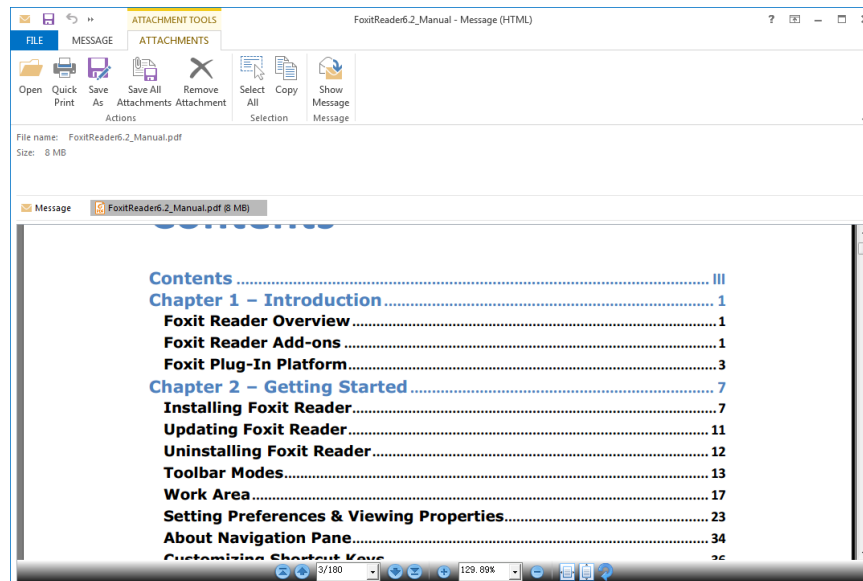 ATTACHMENT TOOLS
FoxitReader6.2_Manual - Message (HTML)
FILE MESSAGE ATTACHMENTS
Open Quick Print Save As Save All Attachments Remove Attachment Select All Copy Show Message
Actions Selection Message
File name: FoxitReader6.2_Manual.pdf
Size: 8 MB
Message FoxitReader6.2_Manual.pdf (8 MB)
Contents
Contents ........ III
Chapter 1 – Introduction ........ 1
Foxit Reader Overview ........ 1
Foxit Reader Add-ons ........ 1
Foxit Plug-In Platform ........ 3
Chapter 2 – Getting Started ........ 7
Installing Foxit Reader ........ 7
Updating Foxit Reader ........ 11
Uninstalling Foxit Reader ........ 12
Toolbar Modes ........ 13
Work Area ........ 17
Setting Preferences & Viewing Properties ........ 23
About Navigation Pane ........ 34
Customizing Shortcut Keys ........ 36
3/180 129.89%